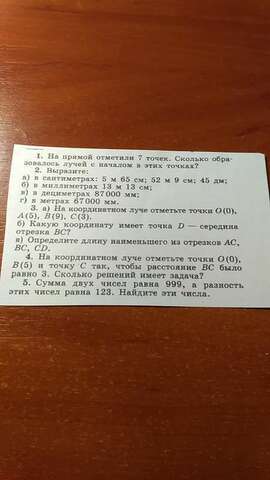 1. На прямой отметили 7 точек. Сколько обра-
зовалось лучей с началом в этих точках?
2. Выразите:
а) в сантиметрах: 5 м 65 см; 52 м 9 см; 45 дм;
б) в миллиметрах 13 м 13 см;
в) в дециметрах 87 000 мм;
г) в метрах 67 000 мм.
3. а) На координатном луче отметьте точки O(0),
A(5), B(9), C(3).
б) Какую координату имеет точка D — середина
отрезка BC?
в) Определите длину наименьшего из отрезков AC,
BC, CD.
4. На координатном луче отметьте точки O(0),
B(5) и точку C так, чтобы расстояние BC было
равно 3. Сколько решений имеет задача?
5. Сумма двух чисел равна 999, а разность
этих чисел равна 123. Найдите эти числа.